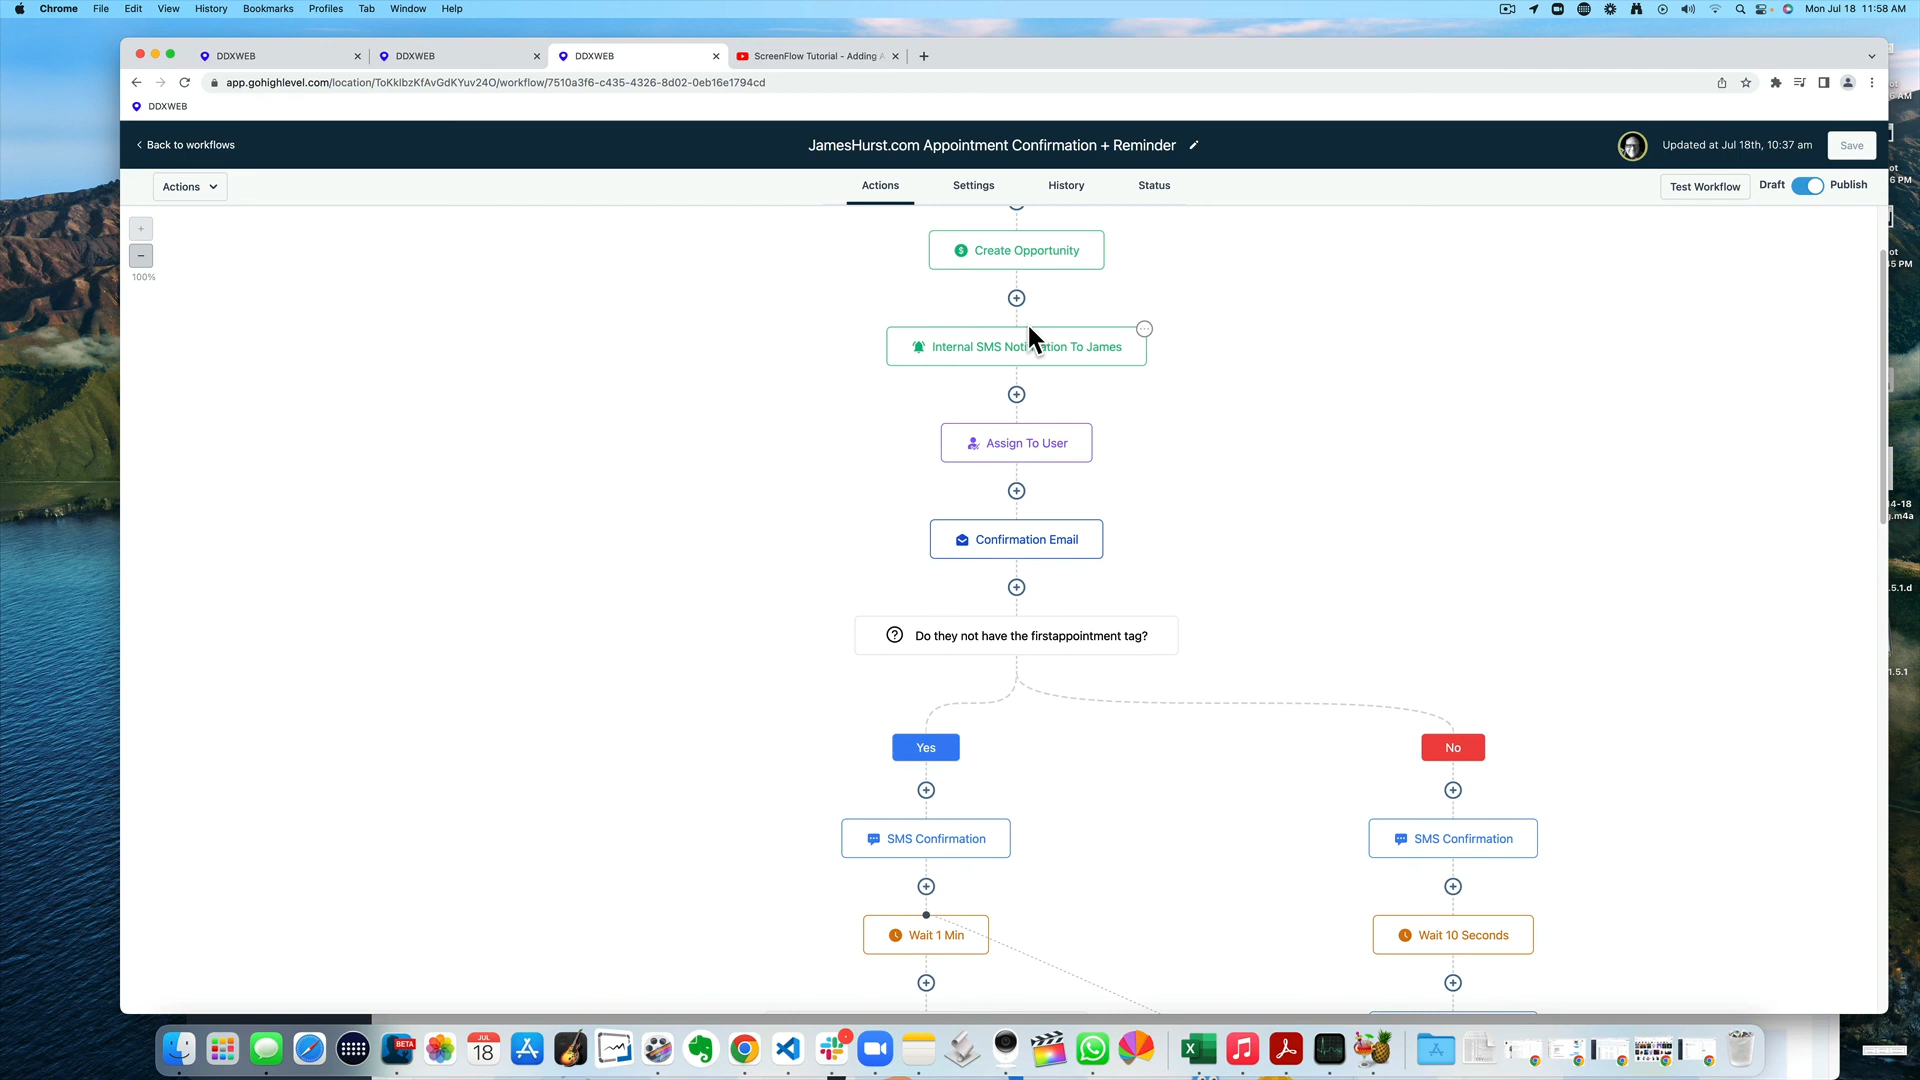 Chrome File Edit View History Bookmarks Profiles Tab Window Help Mon Jul 18 11:58 AM
DDXWEB DDXWEB DDXWEB ScreenFlow Tutorial - Adding
app.gohighlevel.com/location/ToKkIbzKfAvGdKYuv24O/workflow/7510a3f6-c435-4326-8d02-0eb16e1794cd
DDXWEB
Back to workflows JamesHurst.com Appointment Confirmation + Reminder Updated at Jul 18th, 10:37 am Save
Actions Actions Settings History Status Test Workflow Draft Publish
+
−
100%
Create Opportunity
Internal SMS Notification To James
Assign To User
Confirmation Email
Do they not have the firstappointment tag?
Yes No
SMS Confirmation SMS Confirmation
Wait 1 Min Wait 10 Seconds
BETA
JUL
18